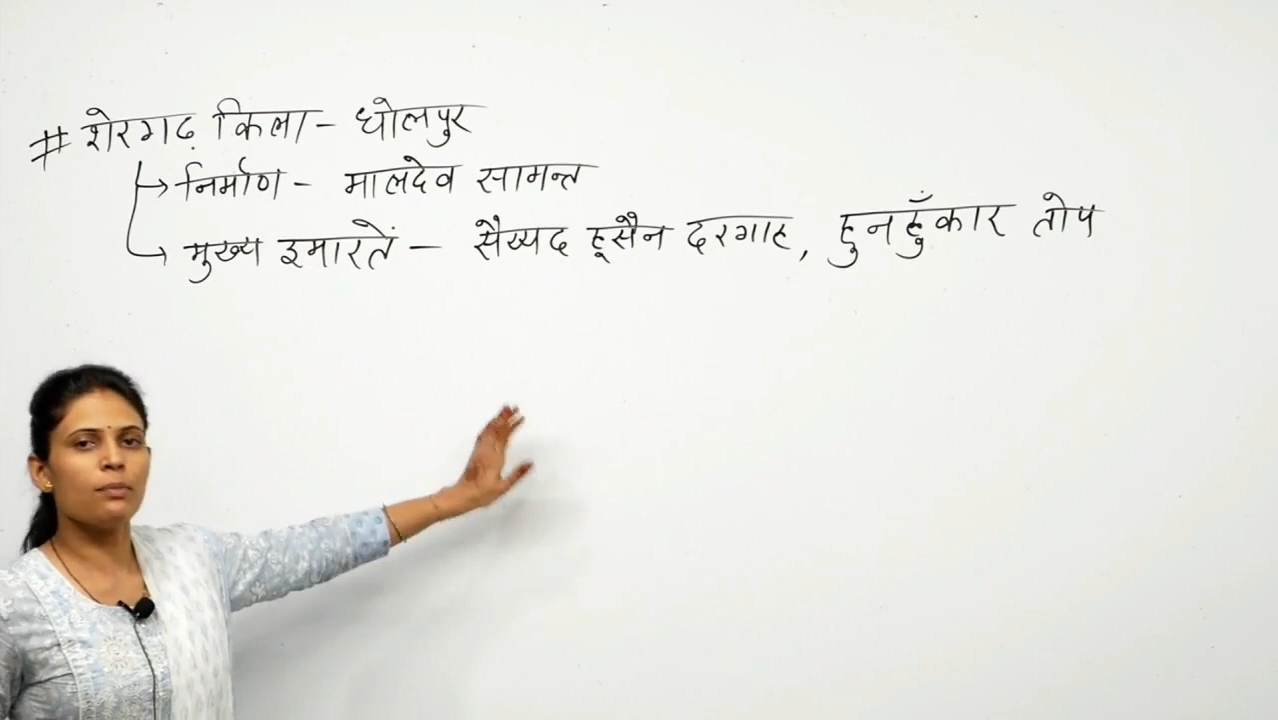 # शेरगढ़ किला - धोलपुर
निर्माण - मालदेव सामन्त
मुख्य इमारतें - सैय्यद हूसैन दरगाह, हुनहुँकार तोप